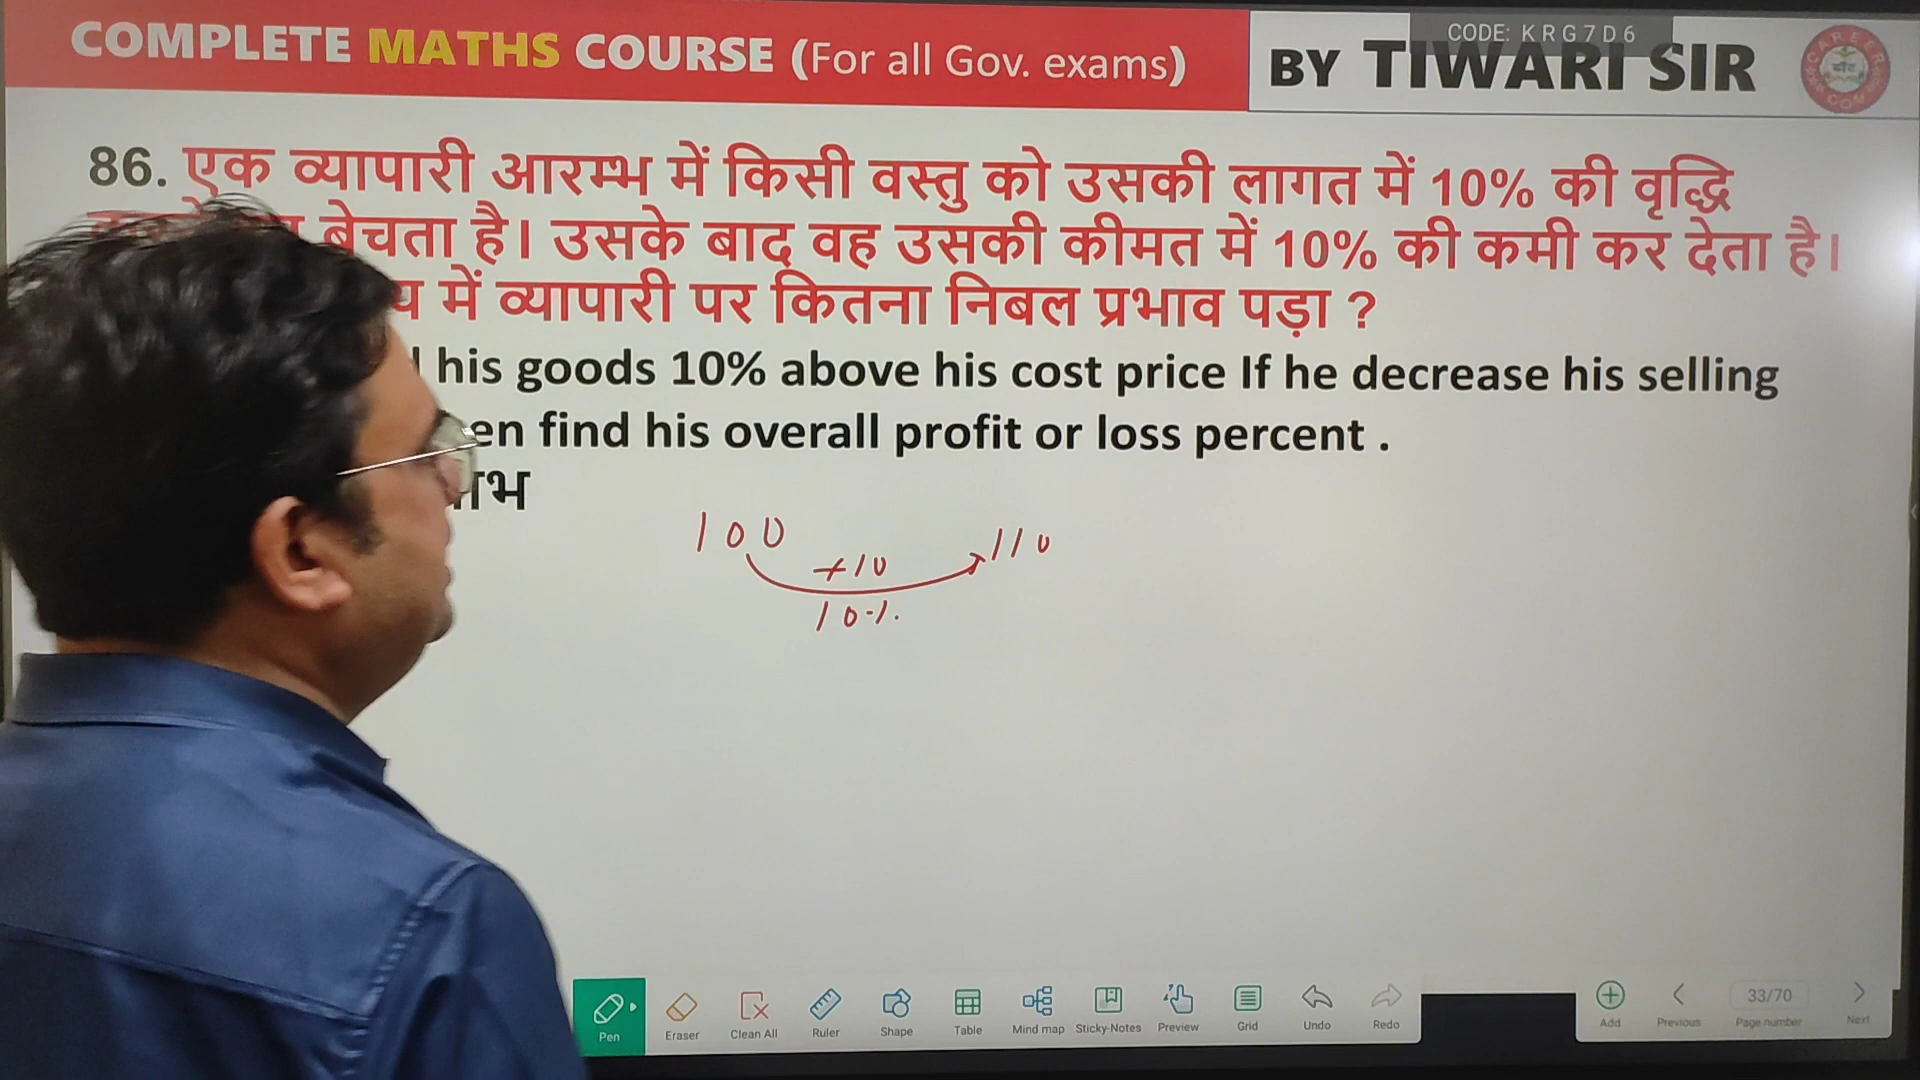 COMPLETE MATHS COURSE (For all Gov. exams)
BY TIWARI SIR
CODE: KRG7D6
CAREER
COM
86. एक व्यापारी आरम्भ में किसी वस्तु को उसकी लागत में 10% की वृद्धि
बेचता है। उसके बाद वह उसकी कीमत में 10% की कमी कर देता है।
में व्यापारी पर कितना निबल प्रभाव पड़ा ?
his goods 10% above his cost price If he decrease his selling
find his overall profit or loss percent .
100 +10 110
10%
Pen Eraser Clean All Ruler Shape Table Mind map Sticky-Notes Preview Grid Undo Redo
Add Previous 33/70 Page number Next